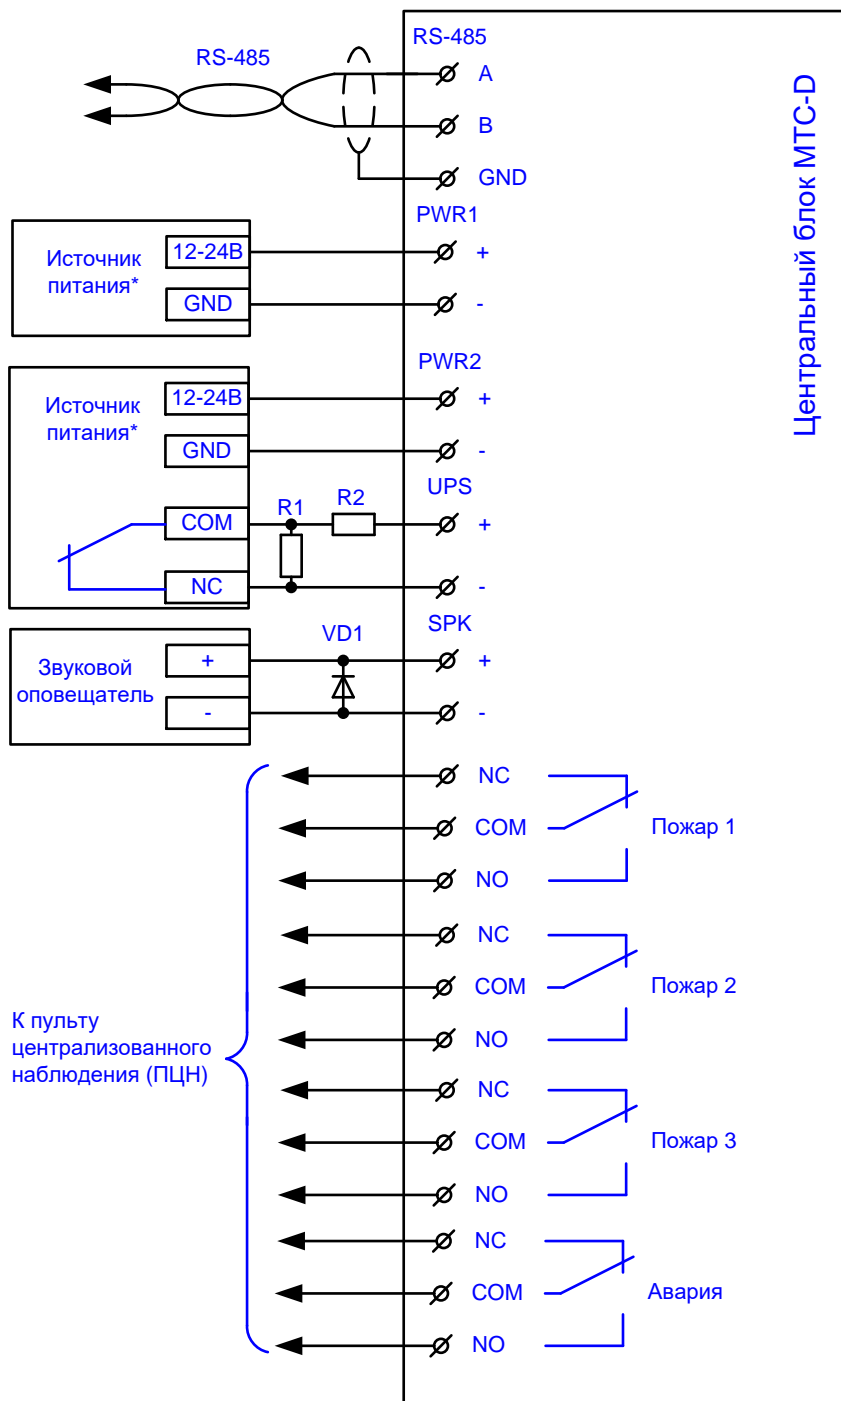 RS-485
RS-485
A
B
GND
Центральный блок МТС-D
PWR1
Источник
питания*
12-24В
GND
+
-
PWR2
Источник
питания*
12-24В
GND
+
-
UPS
COM
NC
R1
R2
+
-
SPK
Звуковой
оповещатель
+
-
VD1
+
-
NC
COM
NO
Пожар 1
NC
COM
NO
Пожар 2
К пульту
централизованного
наблюдения (ПЦН)
NC
COM
NO
Пожар 3
NC
COM
NO
Авария